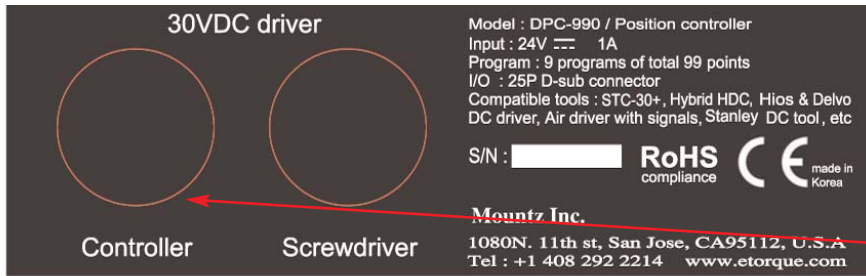 30VDC driver
Controller
Screwdriver
Model : DPC-990 / Position controller
Input : 24V ⎓ 1A
Program : 9 programs of total 99 points
I/O : 25P D-sub connector
Compatible tools : STC-30+, Hybrid HDC, Hios & Delvo
DC driver, Air driver with signals, Stanley DC tool, etc
S/N :
RoHS
compliance
CE
made in
Korea
Mountz Inc.
1080N. 11th st, San Jose, CA95112, U.S.A
Tel : +1 408 292 2214 www.etorque.com